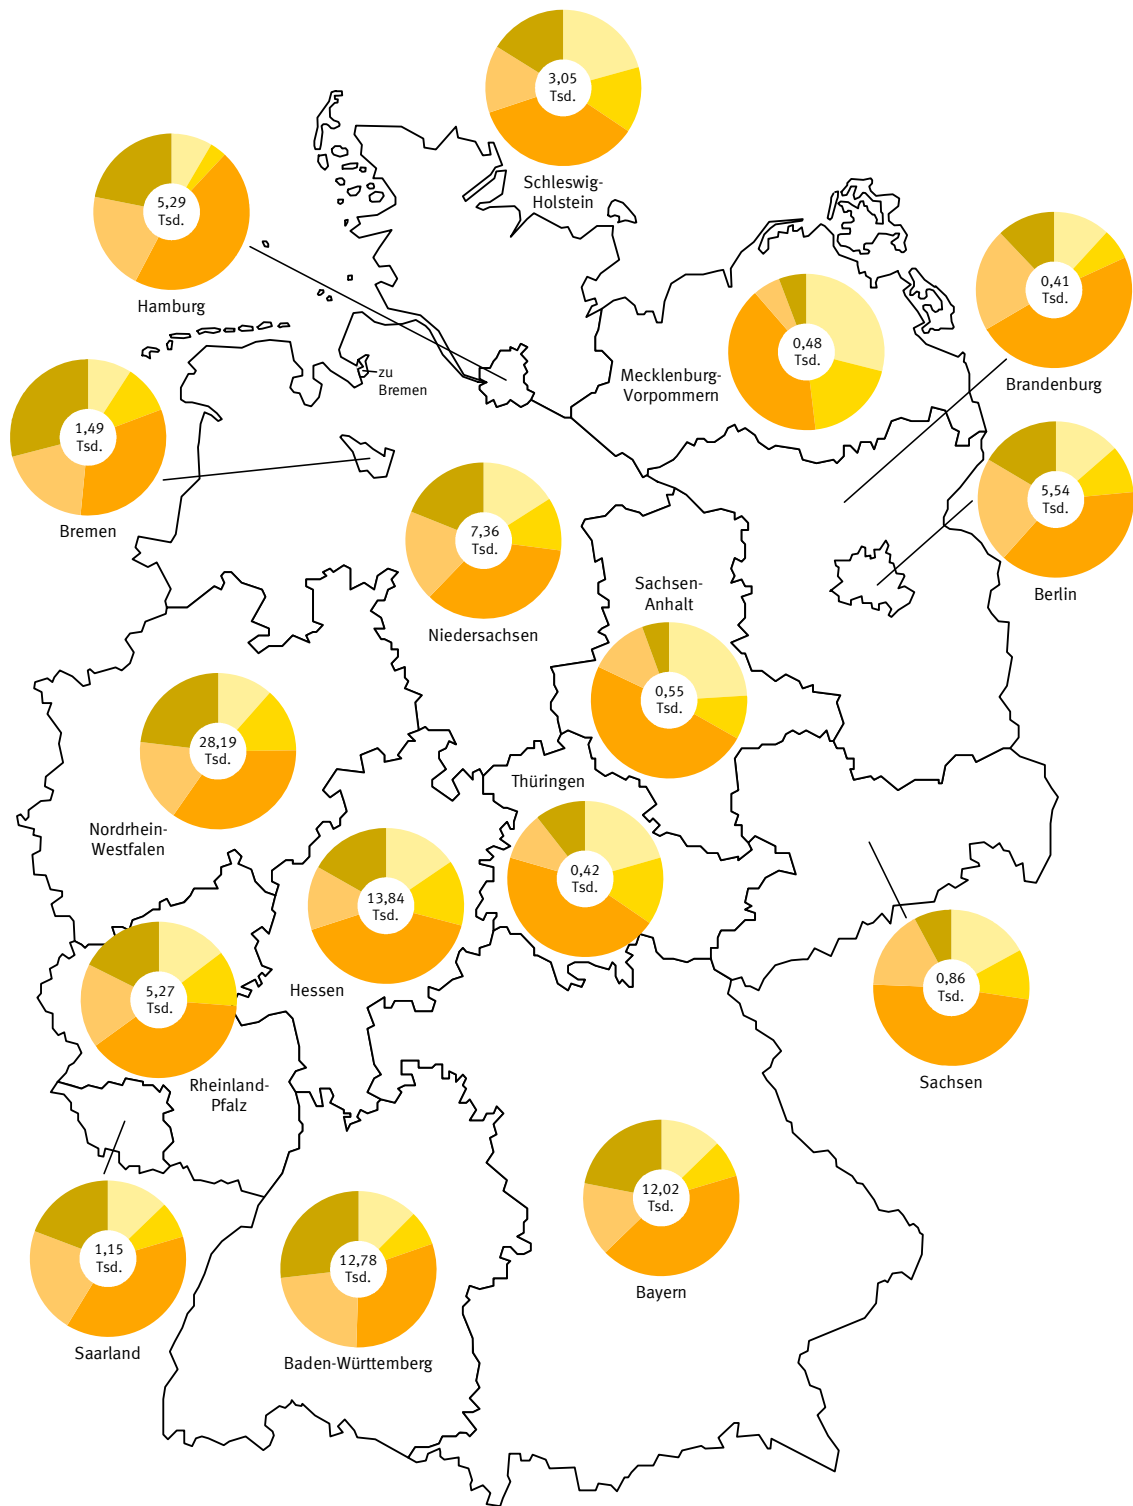 3,05
Tsd.
Schleswig-
Holstein
5,29
Tsd.
Hamburg
0,41
Tsd.
Brandenburg
0,48
Tsd.
Mecklenburg-
Vorpommern
zu
Bremen
1,49
Tsd.
Bremen
5,54
Tsd.
Berlin
7,36
Tsd.
Niedersachsen
Sachsen-
Anhalt
0,55
Tsd.
28,19
Tsd.
Nordrhein-
Westfalen
Thüringen
0,42
Tsd.
13,84
Tsd.
Hessen
5,27
Tsd.
Rheinland-
Pfalz
0,86
Tsd.
Sachsen
12,02
Tsd.
Bayern
1,15
Tsd.
Saarland
12,78
Tsd.
Baden-Württemberg